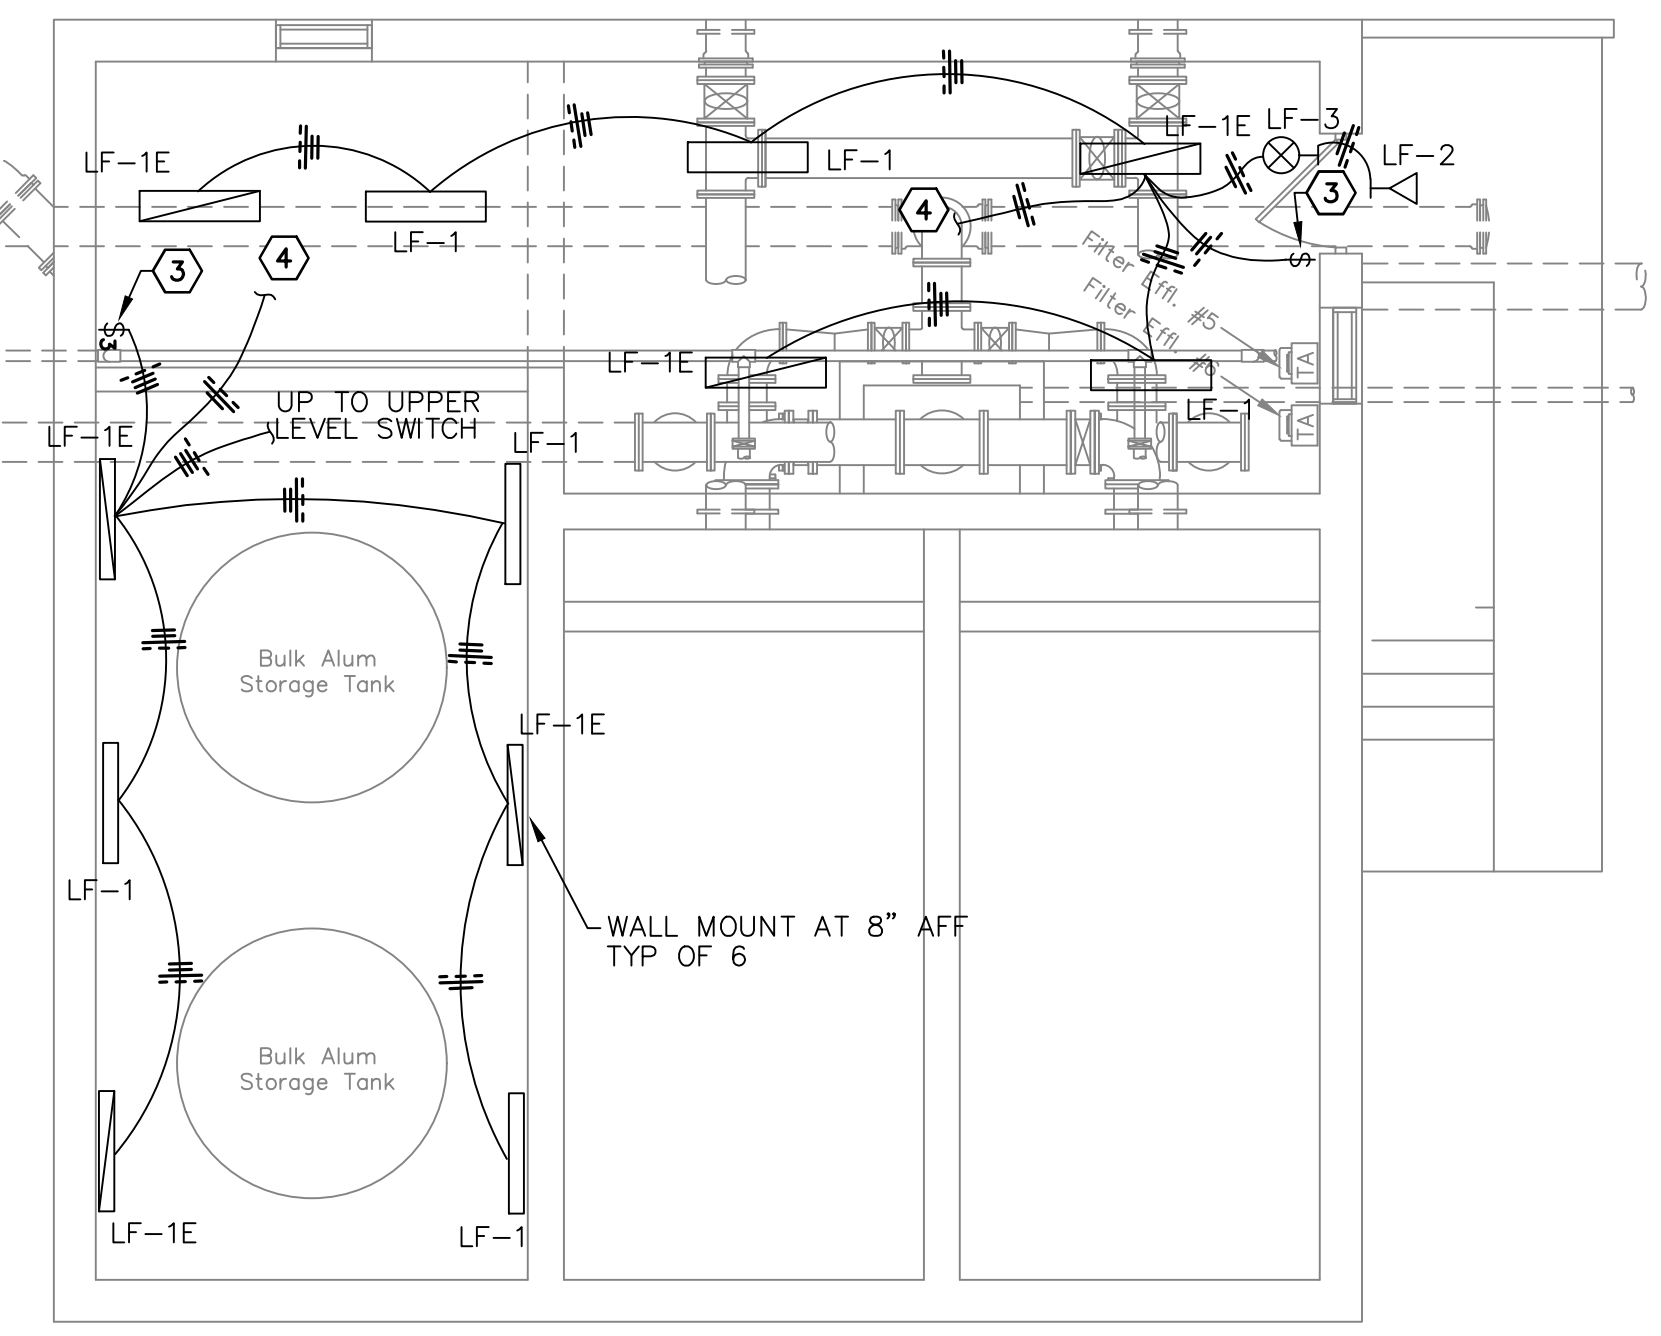 LF-1E
LF-3
LF-1E
LF-1
LF-2
3
4
LF-1
3
4
Filter Effl. #5
Filter Effl. #6
S3
S
LF-1E
TA
UP TO UPPER
LEVEL SWITCH
LF-1
TA
LF-1E
LF-1
Bulk Alum
Storage Tank
LF-1E
LF-1
WALL MOUNT AT 8" AFF
TYP OF 6
Bulk Alum
Storage Tank
LF-1E
LF-1